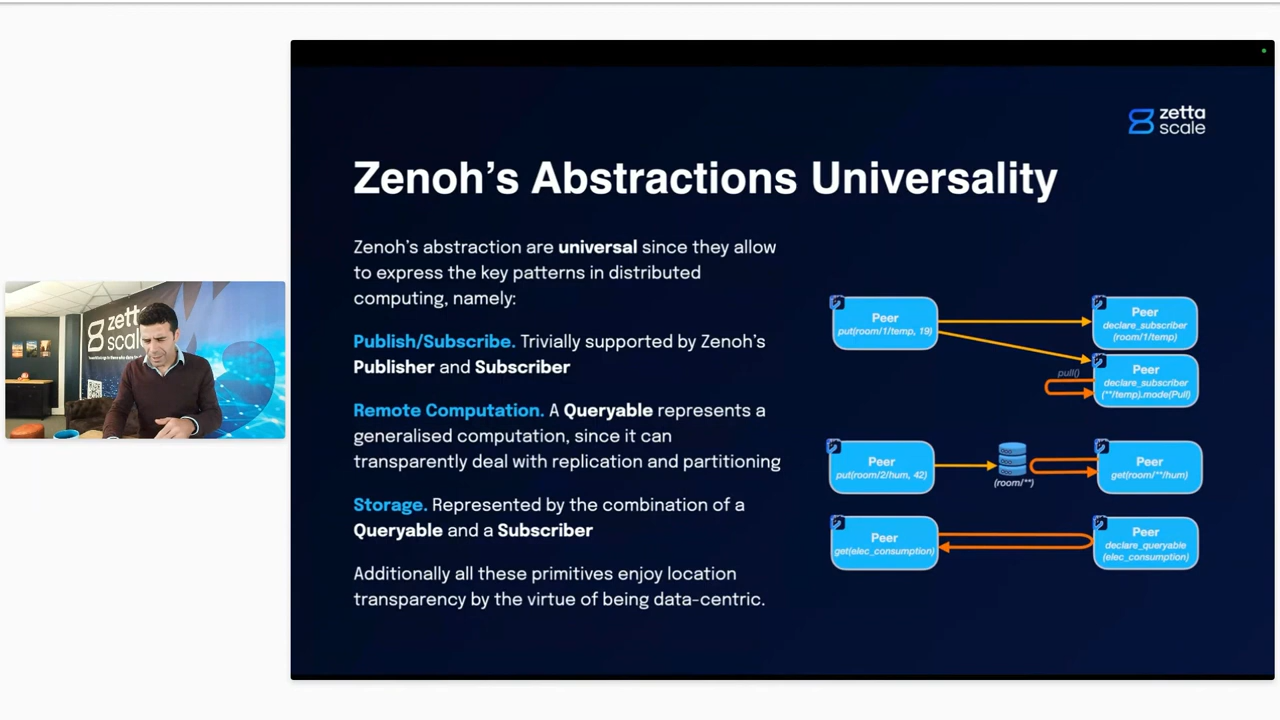 zetta
scale
Zenoh's Abstractions Universality
Zenoh's abstraction are universal since they allow
to express the key patterns in distributed
computing, namely:
Publish/Subscribe. Trivially supported by Zenoh's
Publisher and Subscriber
Remote Computation. A Queryable represents a
generalised computation, since it can
transparently deal with replication and partitioning
Storage. Represented by the combination of a
Queryable and a Subscriber
Additionally all these primitives enjoy location
transparency by the virtue of being data-centric.
Peer
put(room/1/temp, 19)
Peer
declare_subscriber
(room/1/temp)
pull()
Peer
declare_subscriber
(**/temp).mode(Pull)
Peer
put(room/2/hum, 42)
(room/**)
Peer
get(room/**/hum)
Peer
get(elec_consumption)
Peer
declare_queryable
(elec_consumption)
zetta
scale